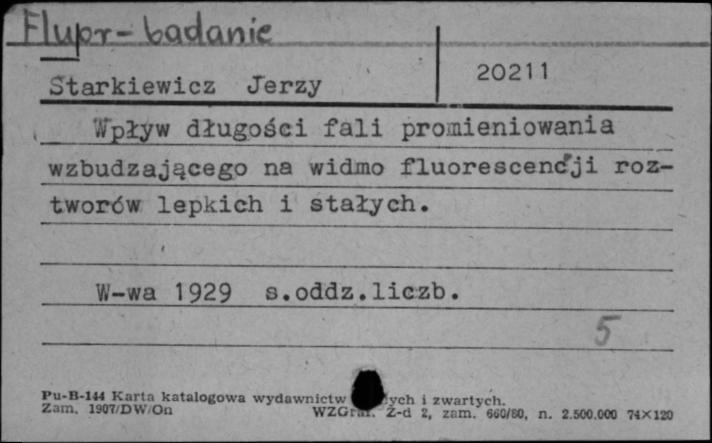 Flupr-badanie
Starkiewicz Jerzy 20211
Wpływ długości fali promieniowania
wzbudzającego na widmo fluorescencji roz-
tworów lepkich i stałych.
W-wa 1929 s.oddz.liczb.
5
Pu-B-144 Karta katalogowa wydawnictw i zwartych.
Zam. 1907/DW/On WZGraf. Z-d 2, zam. 660/80, n. 2.500.000 74×120